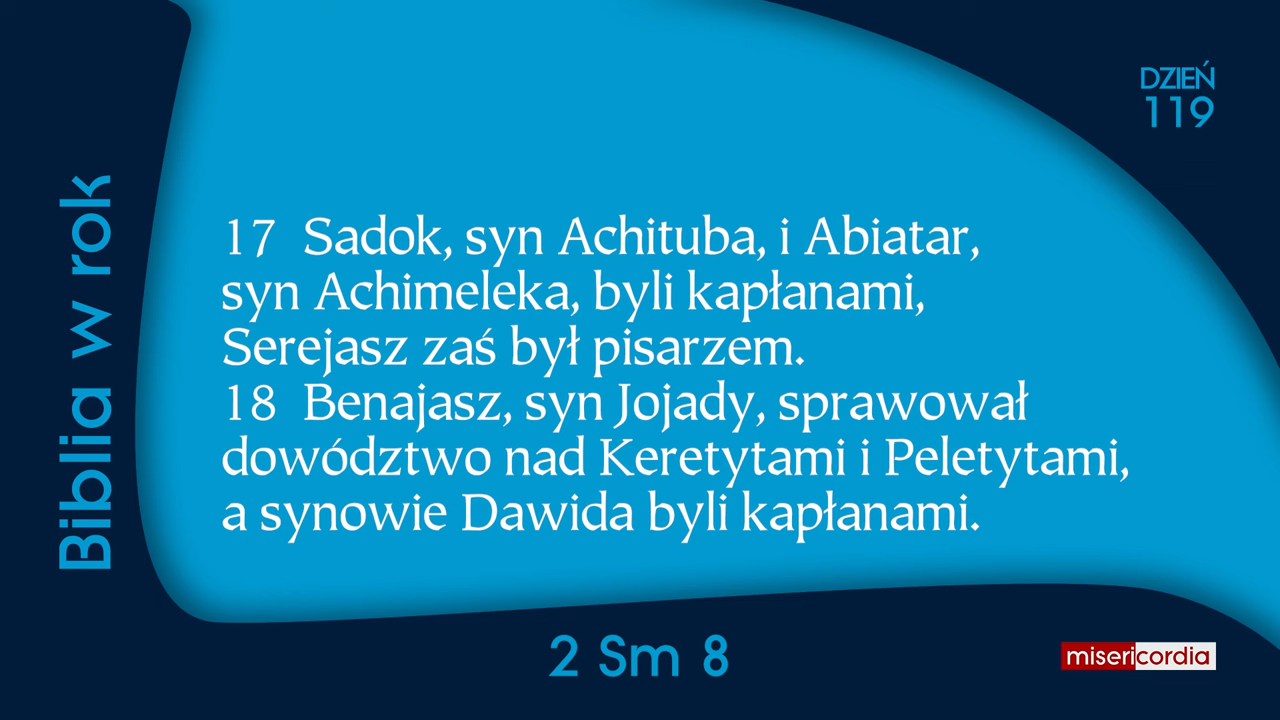 DZIEŃ
119
Biblia w rok
17 Sadok, syn Achituba, i Abiatar,
syn Achimeleka, byli kapłanami,
Serejasz zaś był pisarzem.
18 Benajasz, syn Jojady, sprawował
dowództwo nad Keretytami i Peletytami,
a synowie Dawida byli kapłanami.
2 Sm 8
misericordia